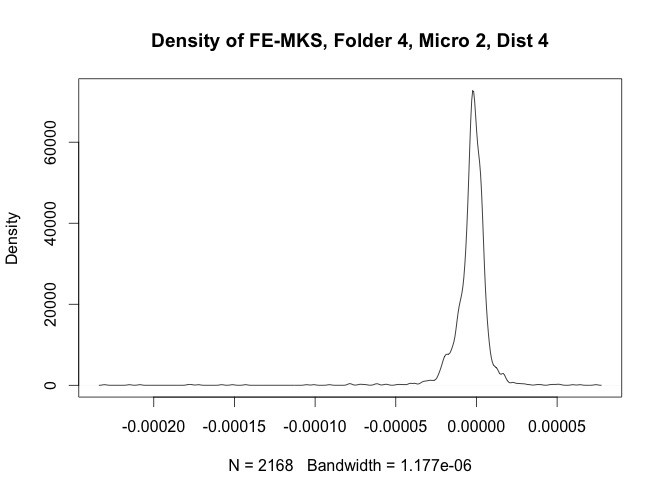 Density of FE-MKS, Folder 4, Micro 2, Dist 4
Density
60000
40000
20000
0
-0.00020 -0.00015 -0.00010 -0.00005 0.00000 0.00005
N = 2168 Bandwidth = 1.177e-06